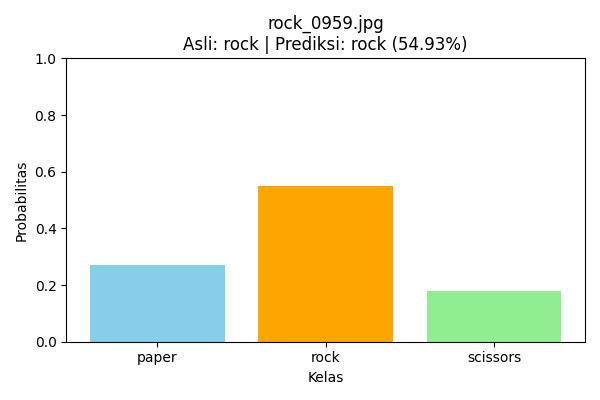 rock_0959.jpg
Asli: rock | Prediksi: rock (54.93%)
1.0
0.8
0.6
0.4
0.2
0.0
Probabilitas
paper
rock
scissors
Kelas